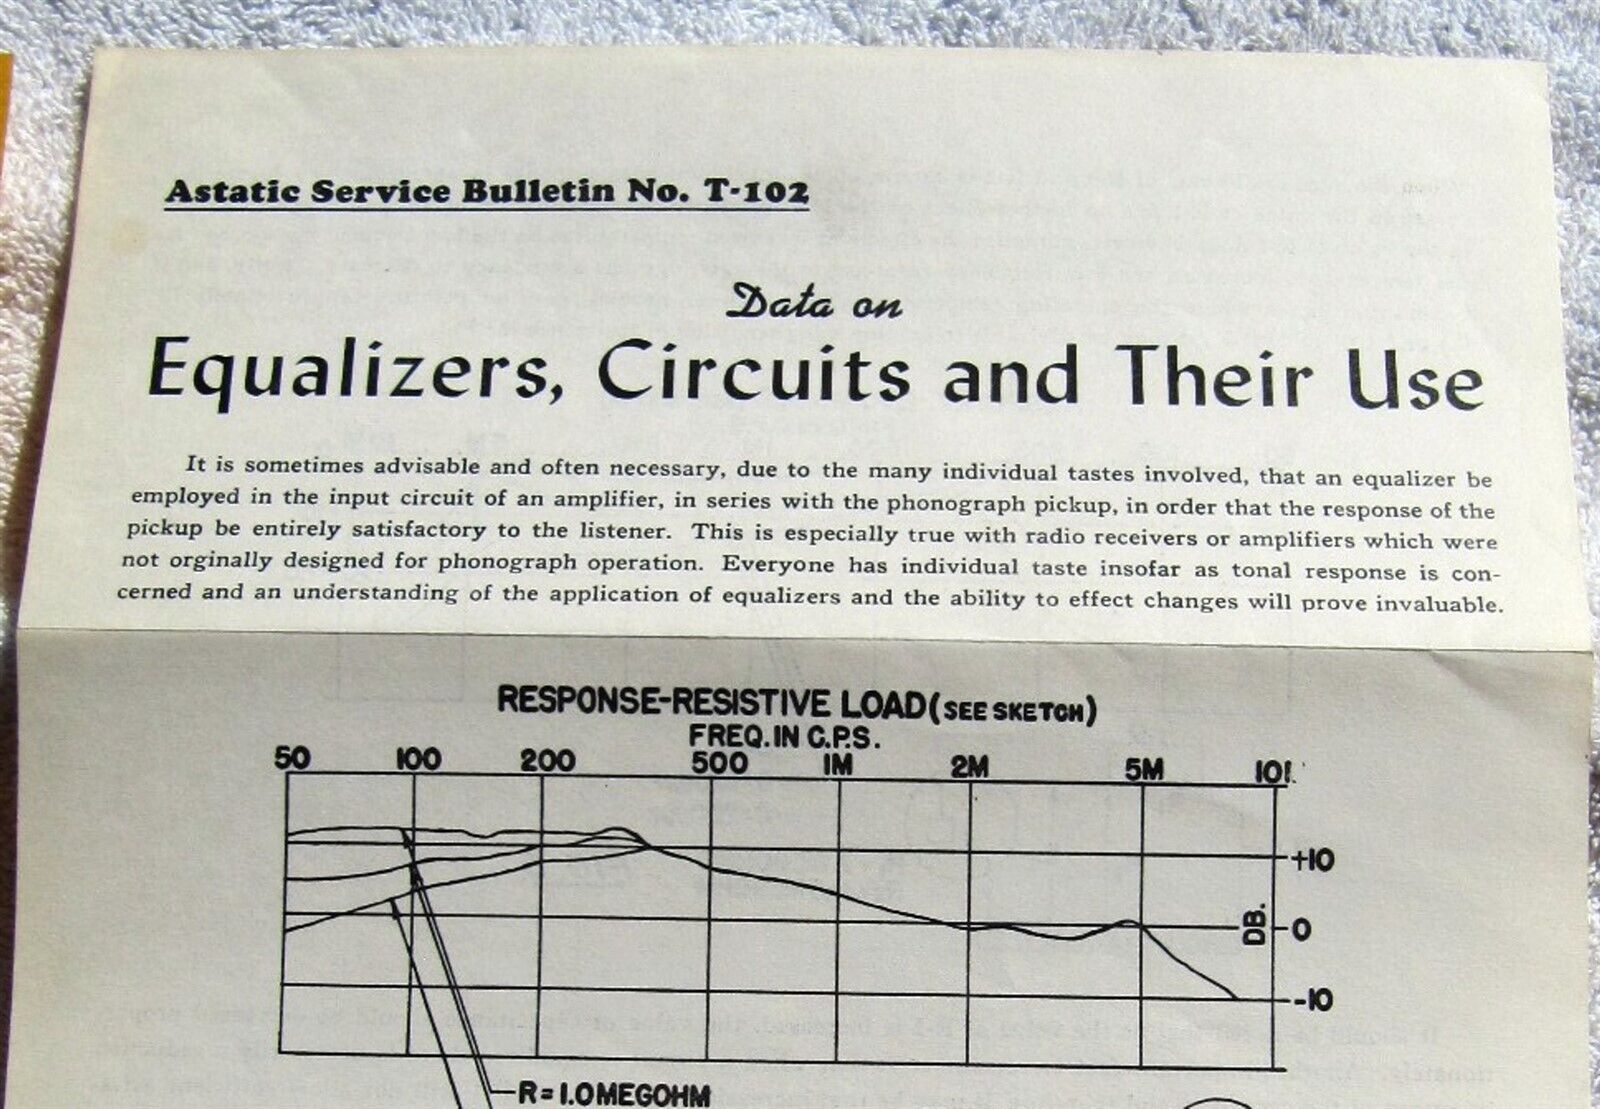 Astatic Service Bulletin No. T-102
Data on
Equalizers, Circuits and Their Use
It is sometimes advisable and often necessary, due to the many individual tastes involved, that an equalizer be
employed in the input circuit of an amplifier, in series with the phonograph pickup, in order that the response of the
pickup be entirely satisfactory to the listener. This is especially true with radio receivers or amplifiers which were
not orginally designed for phonograph operation. Everyone has individual taste insofar as tonal response is con-
cerned and an understanding of the application of equalizers and the ability to effect changes will prove invaluable.
RESPONSE-RESISTIVE LOAD (SEE SKETCH)
FREQ. IN C.P.S.
50 100 200 500 1M 2M 5M
+10
DB. 0
-10
R=1.0 MEGOHM